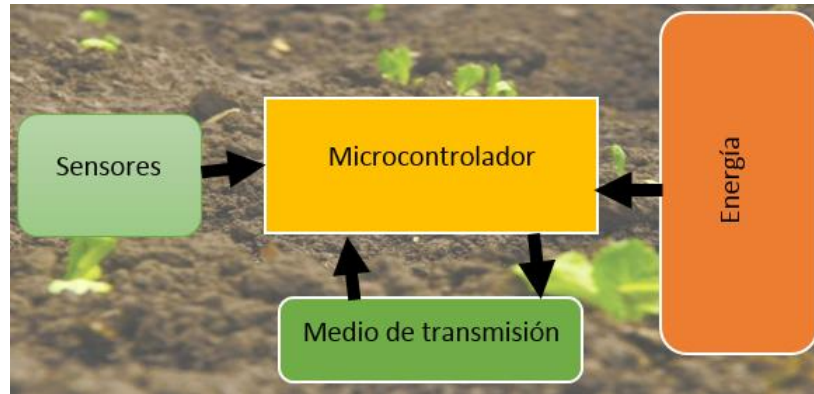 Sensores
Microcontrolador
Energía
Medio de transmisión